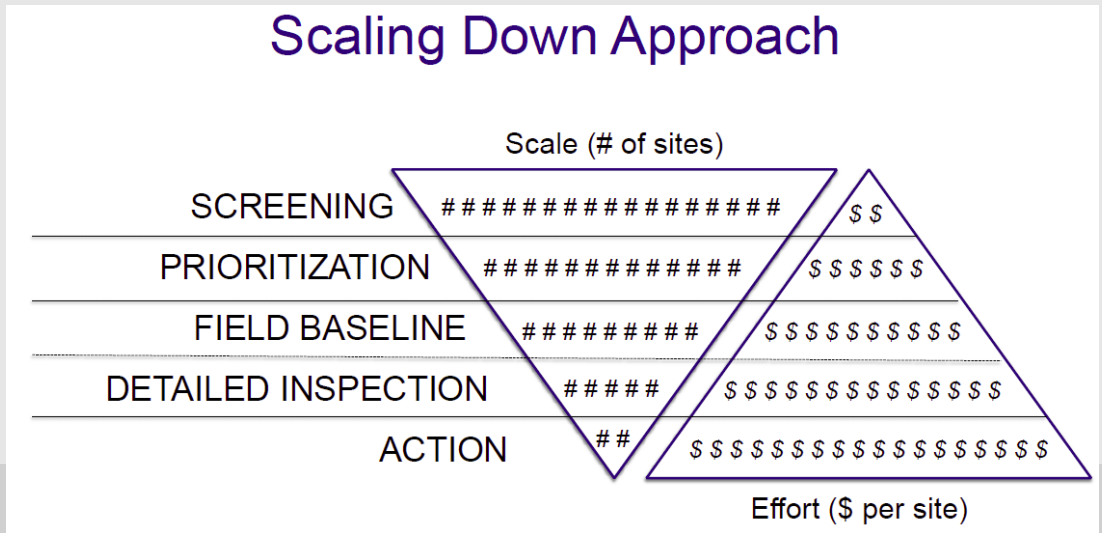 Scaling Down Approach
Scale (# of sites)
SCREENING # # # # # # # # # # # # # # # # # $ $
PRIORITIZATION # # # # # # # # # # # # # $ $ $ $ $ $
FIELD BASELINE # # # # # # # # # $ $ $ $ $ $ $ $ $ $
DETAILED INSPECTION # # # # # $ $ $ $ $ $ $ $ $ $ $ $ $ $
ACTION # # $ $ $ $ $ $ $ $ $ $ $ $ $ $ $ $ $ $
Effort ($ per site)